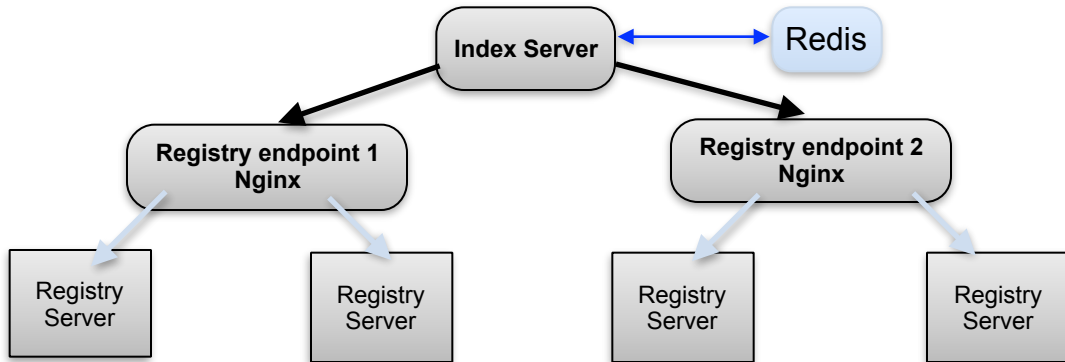 Index Server
Redis
Registry endpoint 1
Nginx
Registry endpoint 2
Nginx
Registry
Server
Registry
Server
Registry
Server
Registry
Server